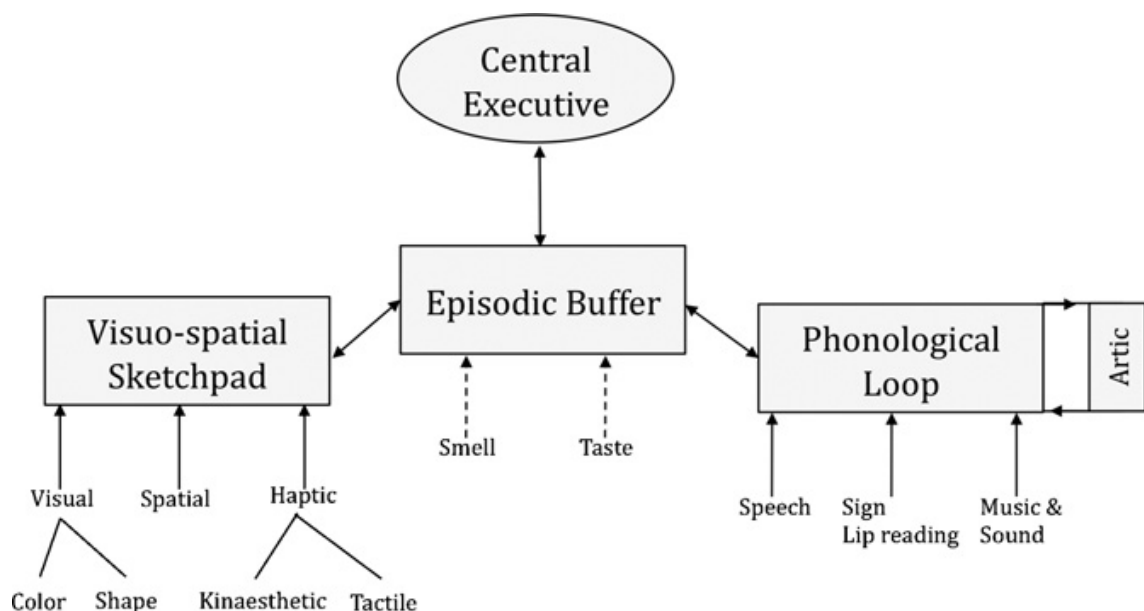 Central
Executive
Episodic Buffer
Visuo-spatial
Sketchpad
Phonological
Loop
Artic
Smell
Taste
Visual
Spatial
Haptic
Speech
Sign
Lip reading
Music &
Sound
Color
Shape
Kinaesthetic
Tactile